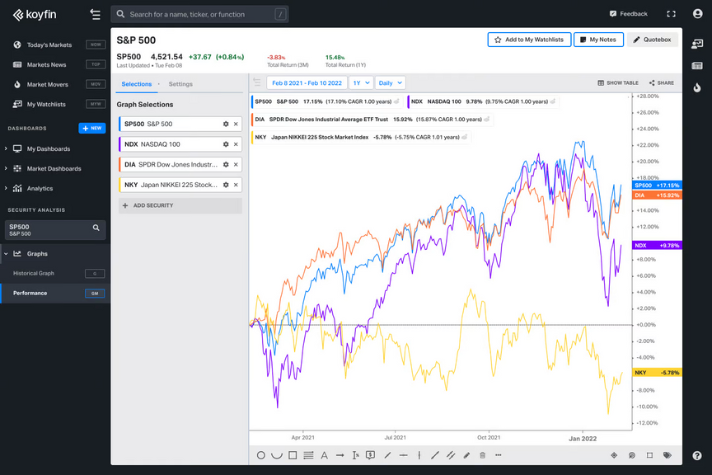 koyfin
Search for a name, ticker, or function
/
Feedback
Today's Markets
NOW
Markets News
TOP
Market Movers
MOV
My Watchlists
MYW
DASHBOARDS
+ NEW
My Dashboards
Market Dashboards
Analytics
SECURITY ANALYSIS
SP500
S&P 500
Graphs
Historical Graph
G
Performance
GM
S&P 500
Add to My Watchlists
My Notes
Quotebox
SP500 4,521.54 +37.67 (+0.84%)
Last Updated • Tue Feb 08
-3.83%
Total Return (3M)
15.49%
Total Return (1Y)
Selections
Settings
Graph Selections
SP500 S&P 500
NDX NASDAQ 100
DIA SPDR Dow Jones Industr...
NKY Japan NIKKEI 225 Stock...
+ ADD SECURITY
Feb 8 2021 - Feb 10 2022
1Y
Daily
SHOW TABLE
SHARE
SP500 S&P 500 17.15% (17.10% CAGR 1.00 years)
NDX NASDAQ 100 9.78% (9.75% CAGR 1.00 years)
DIA SPDR Dow Jones Industrial Average ETF Trust 15.92% (15.87% CAGR 1.00 years)
NKY Japan NIKKEI 225 Stock Market Index -5.78% (-5.75% CAGR 1.01 years)
+28.00%
+26.00%
+24.00%
+22.00%
+20.00%
SP500 +17.15%
DIA +15.92%
+14.00%
+12.00%
NDX +9.78%
+8.00%
+6.00%
+4.00%
+2.00%
+0.00%
-2.00%
-4.00%
NKY -5.78%
-8.00%
-10.00%
-12.00%
Apr 2021
Jul 2021
Oct 2021
Jan 2022